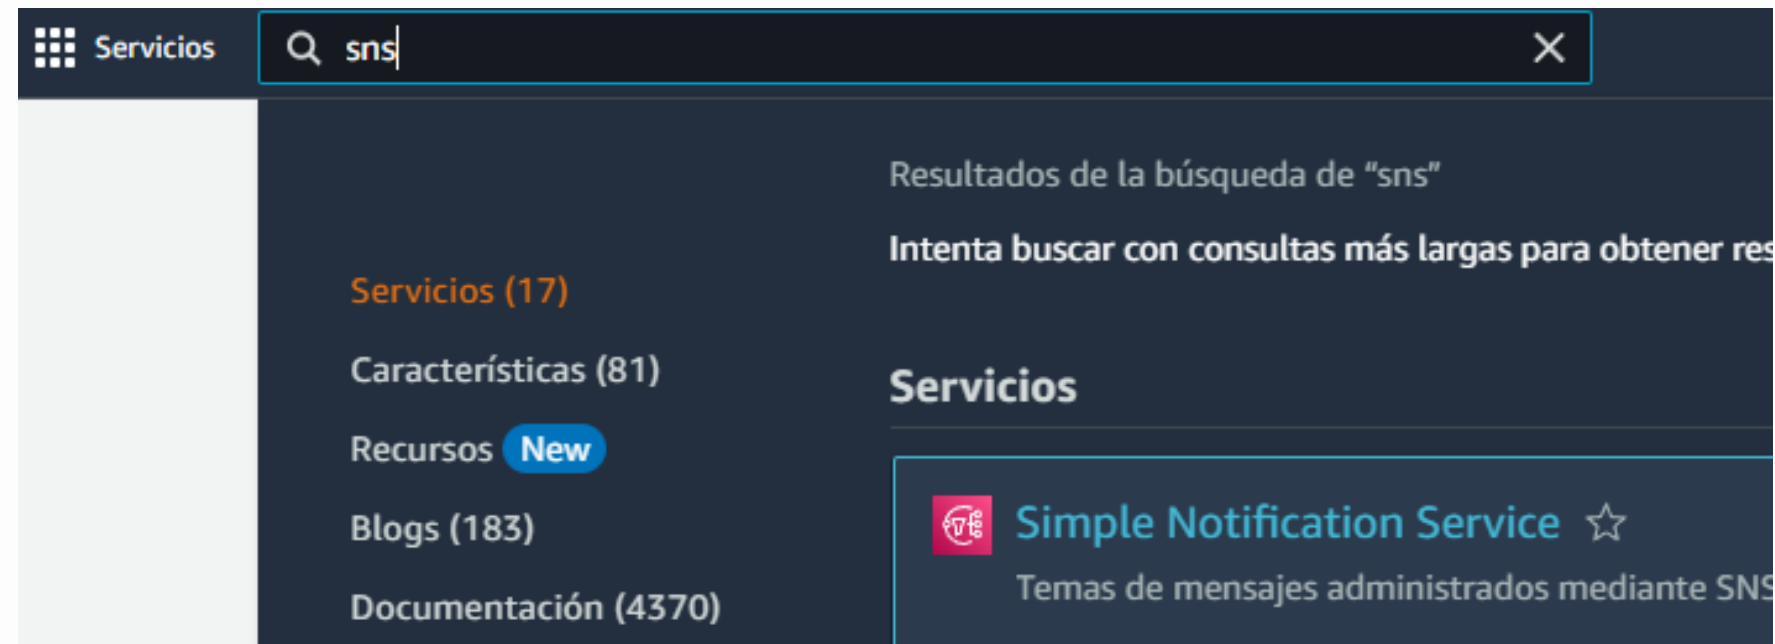 Servicios
sns
Resultados de la búsqueda de “sns”
Intenta buscar con consultas más largas para obtener
Servicios (17)
Características (81)
Recursos New
Blogs (183)
Documentación (4370)
Servicios
Simple Notification Service
Temas de mensajes administrados mediante SNS